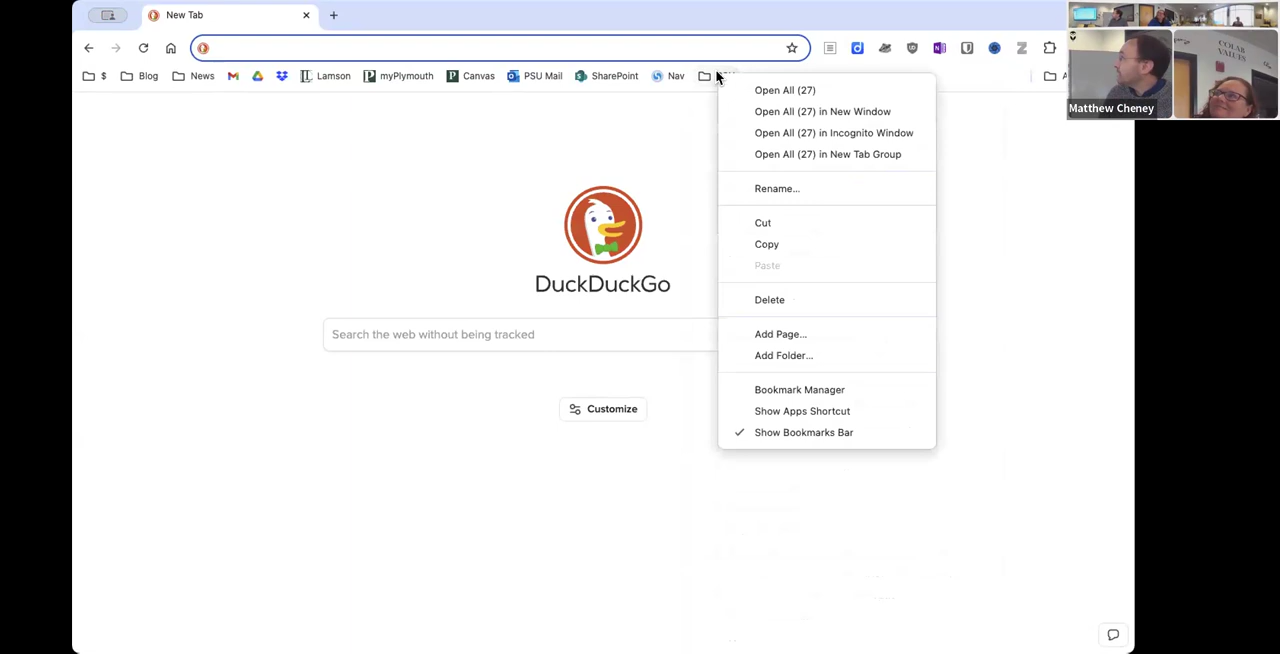 New Tab
$
Blog
News
Lamson
myPlymouth
Canvas
PSU Mail
SharePoint
Nav
Open All (27)
Open All (27) in New Window
Open All (27) in Incognito Window
Open All (27) in New Tab Group
Rename...
Cut
Copy
Paste
Delete
Add Page...
Add Folder...
Bookmark Manager
Show Apps Shortcut
Show Bookmarks Bar
DuckDuckGo
Search the web without being tracked
Customize
Matthew Cheney
COLAB
VALUES